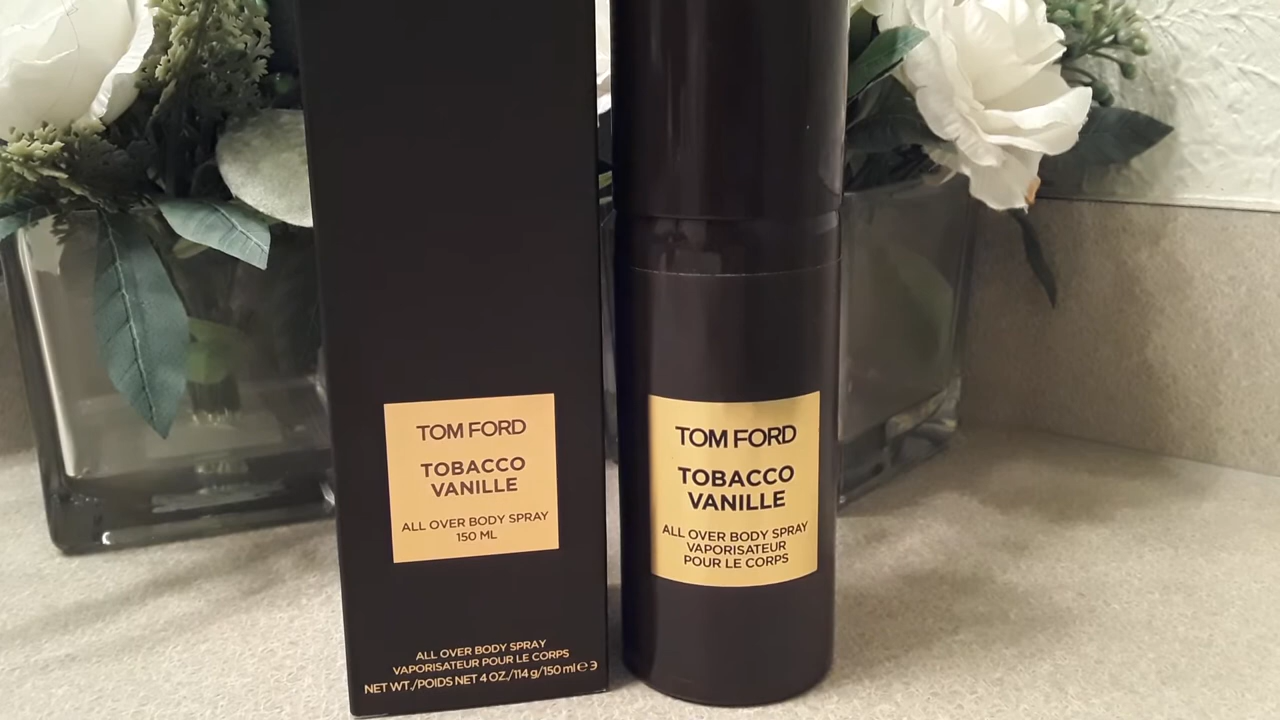 TOM FORD
TOBACCO
VANILLE
ALL OVER BODY SPRAY
150 ML
ALL OVER BODY SPRAY
VAPORISATEUR POUR LE CORPS
NET WT./POIDS NET 4 OZ./114 g/150 ml ℮ 3
TOM FORD
TOBACCO
VANILLE
ALL OVER BODY SPRAY
VAPORISATEUR
POUR LE CORPS